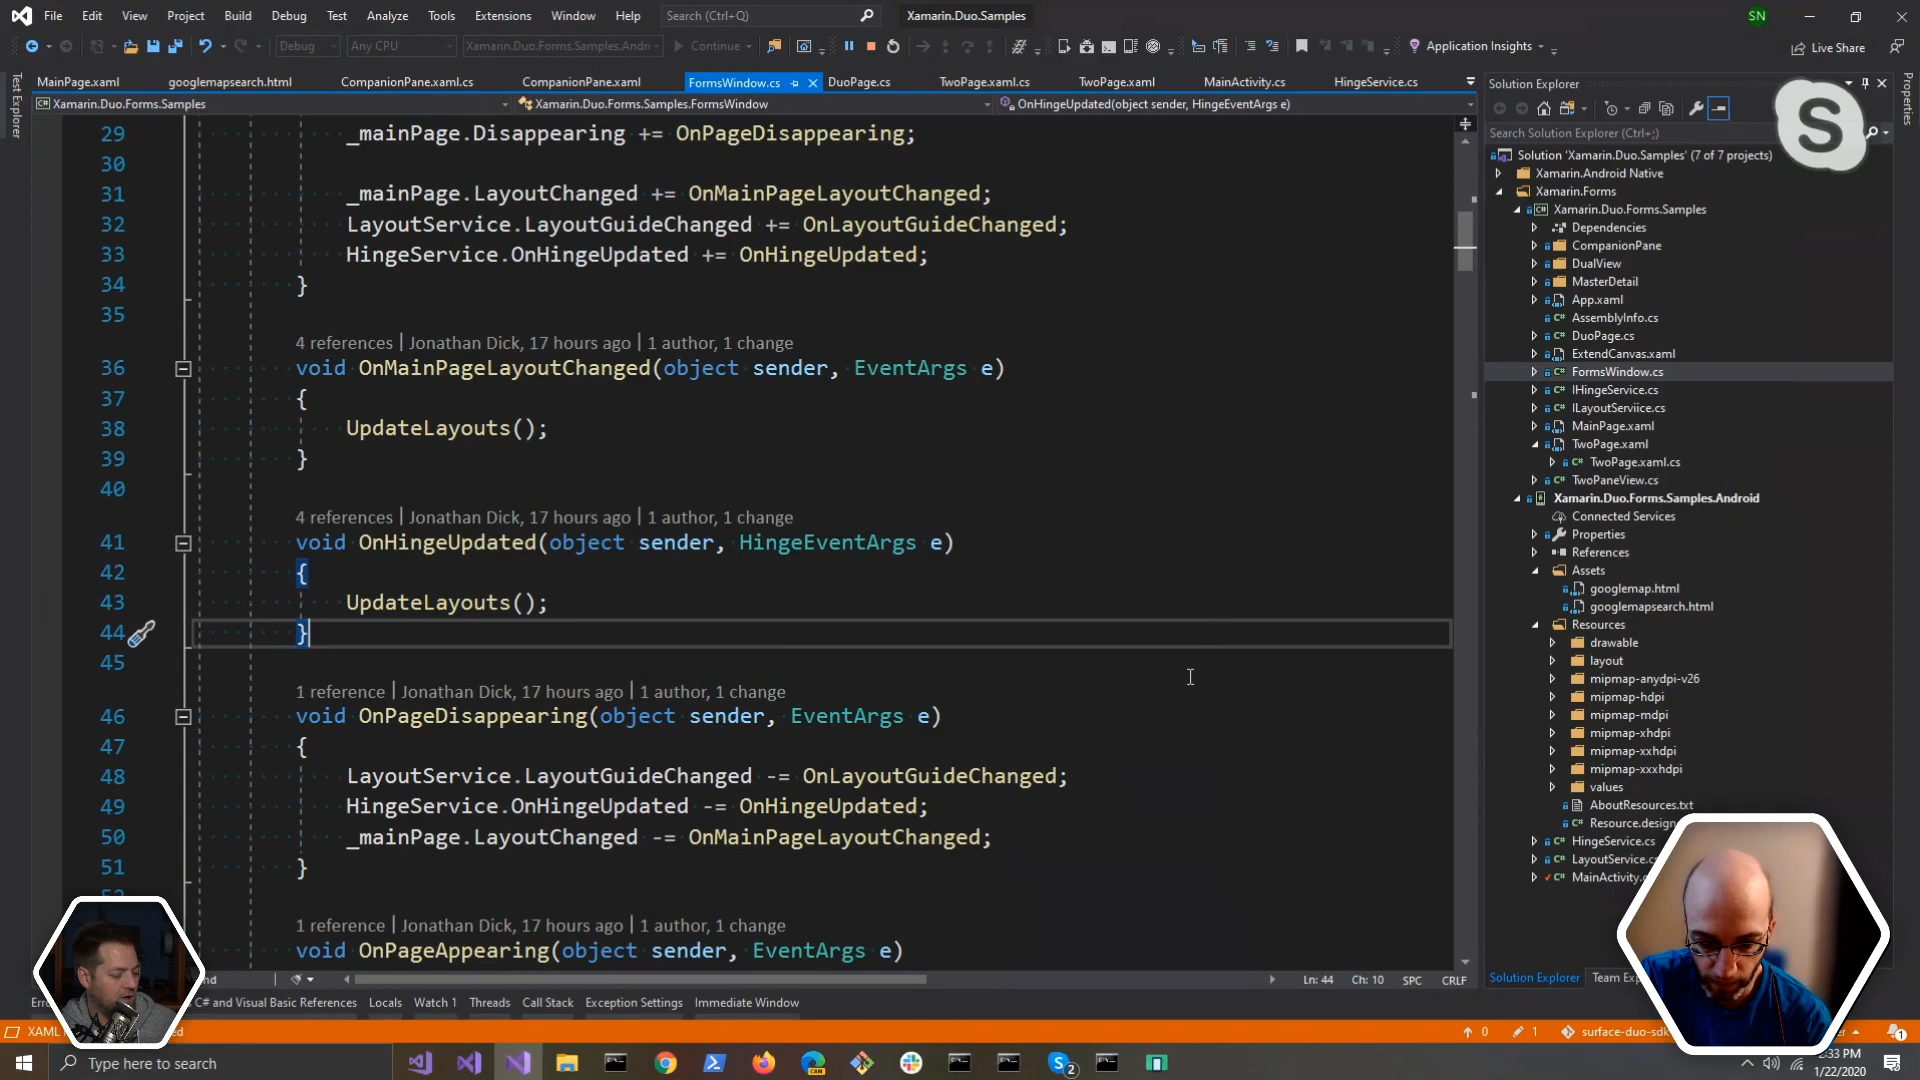 File Edit View Project Build Debug Test Analyze Tools Extensions Window Help Search (Ctrl+Q) Xamarin.Duo.Samples SN
Debug Any CPU Xamarin.Duo.Forms.Samples.Andr Continue Application Insights Live Share
MainPage.xaml googlemapsearch.html CompanionPane.xaml.cs CompanionPane.xaml FormsWindow.cs DuoPage.cs TwoPage.xaml.cs TwoPage.xaml MainActivity.cs HingeService.cs
Xamarin.Duo.Forms.Samples Xamarin.Duo.Forms.Samples.FormsWindow OnHingeUpdated(object sender, HingeEventArgs e)
Test Explorer
29 _mainPage.Disappearing += OnPageDisappearing;
30
31 _mainPage.LayoutChanged += OnMainPageLayoutChanged;
32 LayoutService.LayoutGuideChanged += OnLayoutGuideChanged;
33 HingeService.OnHingeUpdated += OnHingeUpdated;
34 }
35
4 references | Jonathan Dick, 17 hours ago | 1 author, 1 change
36 void OnMainPageLayoutChanged(object sender, EventArgs e)
37 {
38 UpdateLayouts();
39 }
40
4 references | Jonathan Dick, 17 hours ago | 1 author, 1 change
41 void OnHingeUpdated(object sender, HingeEventArgs e)
42 {
43 UpdateLayouts();
44 }
45
1 reference | Jonathan Dick, 17 hours ago | 1 author, 1 change
46 void OnPageDisappearing(object sender, EventArgs e)
47 {
48 LayoutService.LayoutGuideChanged -= OnLayoutGuideChanged;
49 HingeService.OnHingeUpdated -= OnHingeUpdated;
50 _mainPage.LayoutChanged -= OnMainPageLayoutChanged;
51 }
1 reference | Jonathan Dick, 17 hours ago | 1 author, 1 change
void OnPageAppearing(object sender, EventArgs e)
Ln: 44 Ch: 10 SPC CRLF
C# and Visual Basic References Locals Watch 1 Threads Call Stack Exception Settings Immediate Window
Solution Explorer
Search Solution Explorer (Ctrl+;)
Solution 'Xamarin.Duo.Samples' (7 of 7 projects)
Xamarin.Android Native
Xamarin.Forms
Xamarin.Duo.Forms.Samples
Dependencies
CompanionPane
DualView
MasterDetail
App.xaml
AssemblyInfo.cs
DuoPage.cs
ExtendCanvas.xaml
FormsWindow.cs
IHingeService.cs
ILayoutServiice.cs
MainPage.xaml
TwoPage.xaml
TwoPage.xaml.cs
TwoPaneView.cs
Xamarin.Duo.Forms.Samples.Android
Connected Services
Properties
References
Assets
googlemap.html
googlemapsearch.html
Resources
drawable
layout
mipmap-anydpi-v26
mipmap-hdpi
mipmap-mdpi
mipmap-xhdpi
mipmap-xxhdpi
mipmap-xxxhdpi
values
AboutResources.txt
Resource.design
HingeService.cs
LayoutService.c
MainActivity.
Solution Explorer Team Exp
Properties
S
XAML 0 1 surface-duo-sdk 1
Type here to search 2
2:33 PM
1/22/2020